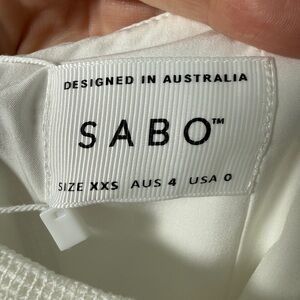 DESIGNED IN AUSTRALIA
SABO™
SIZE XXS AUS 4 USA 0